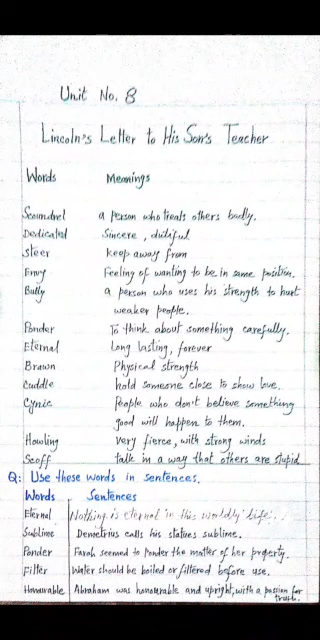 Unit No. 8
Lincoln's Letter to His Son's Teacher
Words Meanings
Scoundrel a person who treats others badly.
Dedicated Sincere, dutiful
Steer keep away from
Envy Feeling of wanting to be in same position.
Bully a person who uses his strength to hurt
weaker people.
Ponder To think about something carefully.
Eternal Long lasting, forever
Brawn Physical strength
Cuddle hold someone close to show love.
Cynic People who don't believe something
good will happen to them.
Howling very fierce, with strong winds
Scoff talk in a way that others are stupid
Q: Use these words in sentences.
Words Sentences
Eternal Nothing is eternal in this worldly life.
Sublime Demetrius calls his statues sublime.
Ponder Farah seemed to ponder the matter of her property.
Filter Water should be boiled or filtered before use.
Honourable Abraham was honourable and upright, with a passion for
truth.